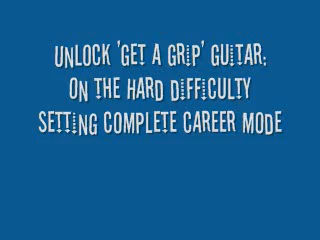 UNLOCK 'GET A GRIP' GUITAR:
ON THE HARD DIFFICULTY
SETTING COMPLETE CAREER MODE